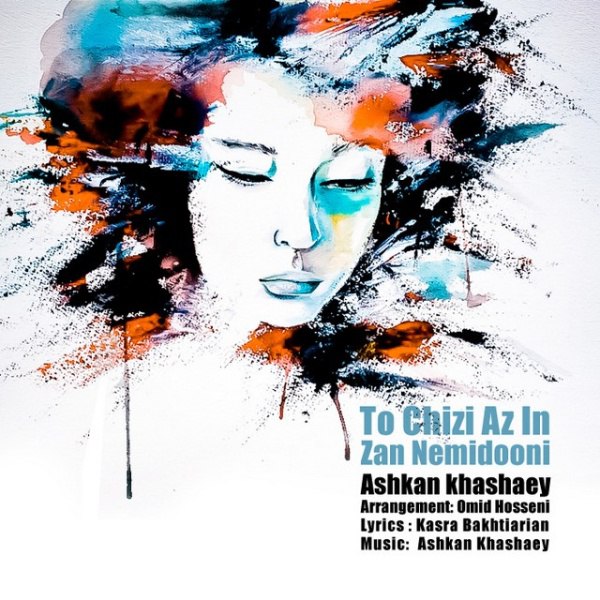 To Chizi Az In
Zan Nemidooni
Ashkan khashaey
Arrangement: Omid Hosseni
Lyrics : Kasra Bakhtiarian
Music: Ashkan Khashaey